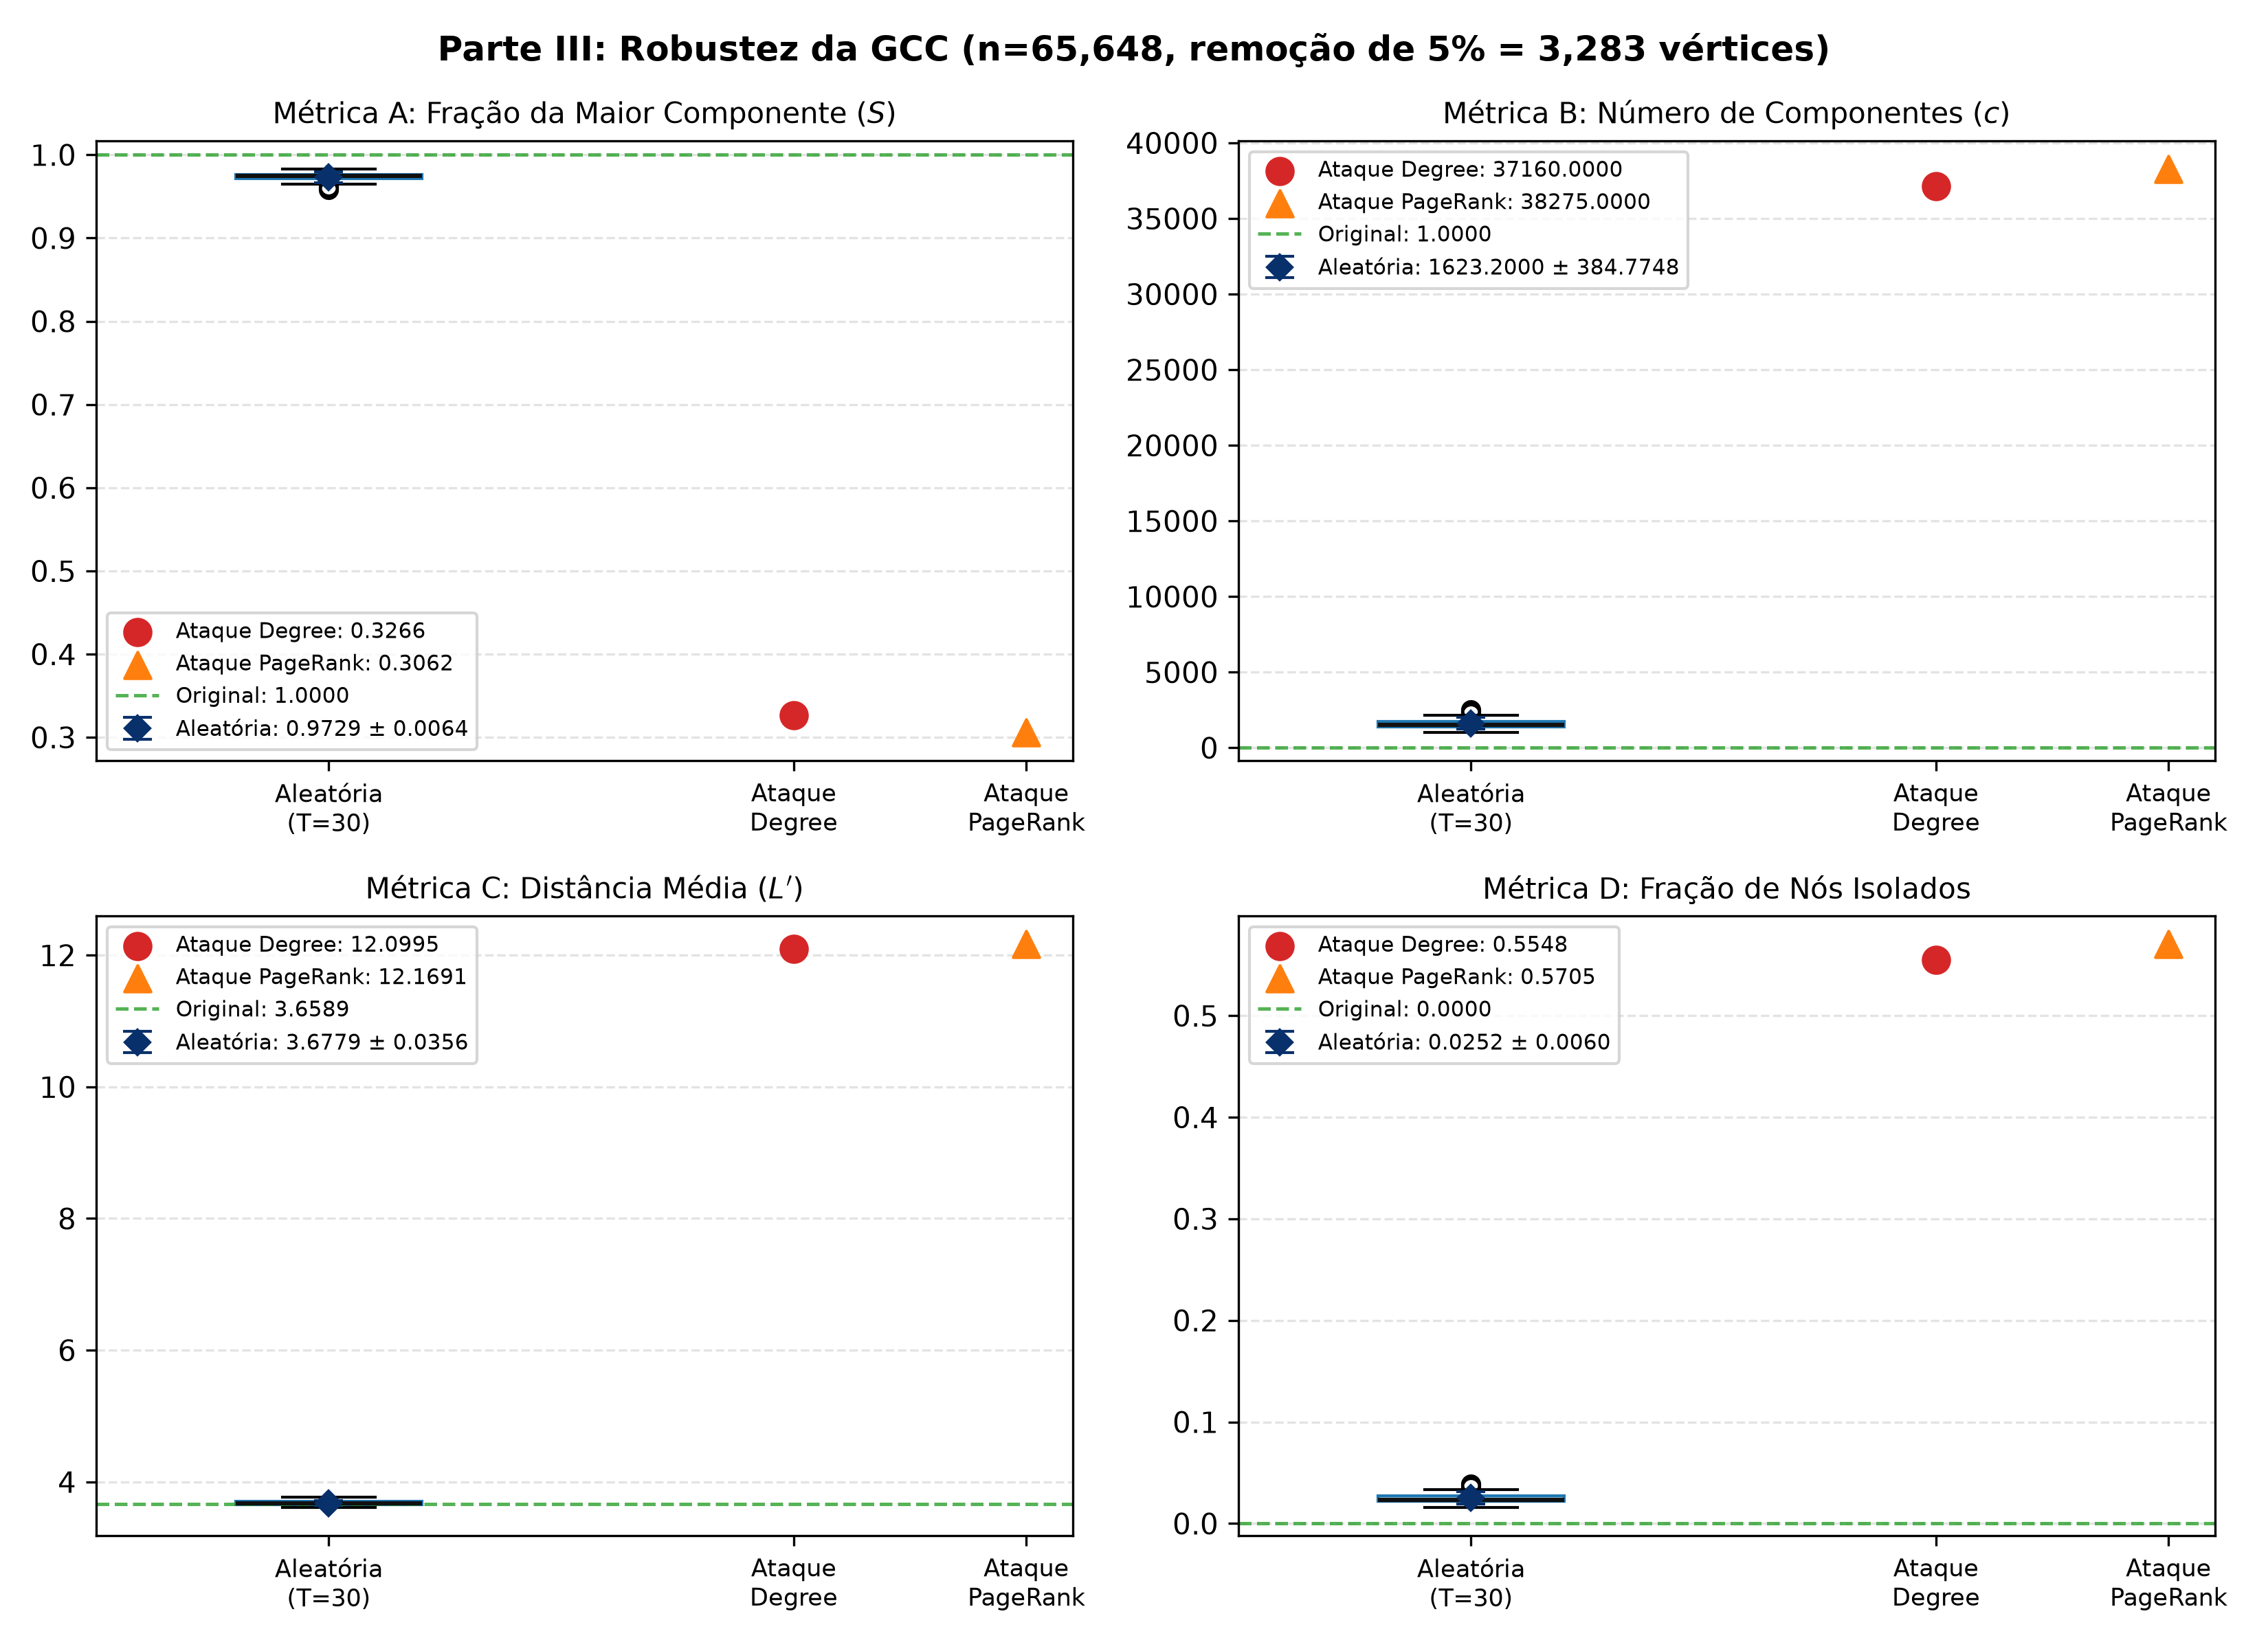 Parte III: Robustez da GCC (n=65,648, remoção de 5% = 3,283 vértices)
Métrica A: Fração da Maior Componente (S)
1.0
0.9
0.8
0.7
0.6
0.5
0.4
0.3
Ataque Degree: 0.3266
Ataque PageRank: 0.3062
Original: 1.0000
Aleatória: 0.9729 ± 0.0064
Aleatória
(T=30)
Ataque
Degree
Ataque
PageRank
Métrica B: Número de Componentes (c)
40000
35000
30000
25000
20000
15000
10000
5000
0
Ataque Degree: 37160.0000
Ataque PageRank: 38275.0000
Original: 1.0000
Aleatória: 1623.2000 ± 384.7748
Aleatória
(T=30)
Ataque
Degree
Ataque
PageRank
Métrica C: Distância Média (L′)
12
10
8
6
4
Ataque Degree: 12.0995
Ataque PageRank: 12.1691
Original: 3.6589
Aleatória: 3.6779 ± 0.0356
Aleatória
(T=30)
Ataque
Degree
Ataque
PageRank
Métrica D: Fração de Nós Isolados
0.5
0.4
0.3
0.2
0.1
0.0
Ataque Degree: 0.5548
Ataque PageRank: 0.5705
Original: 0.0000
Aleatória: 0.0252 ± 0.0060
Aleatória
(T=30)
Ataque
Degree
Ataque
PageRank